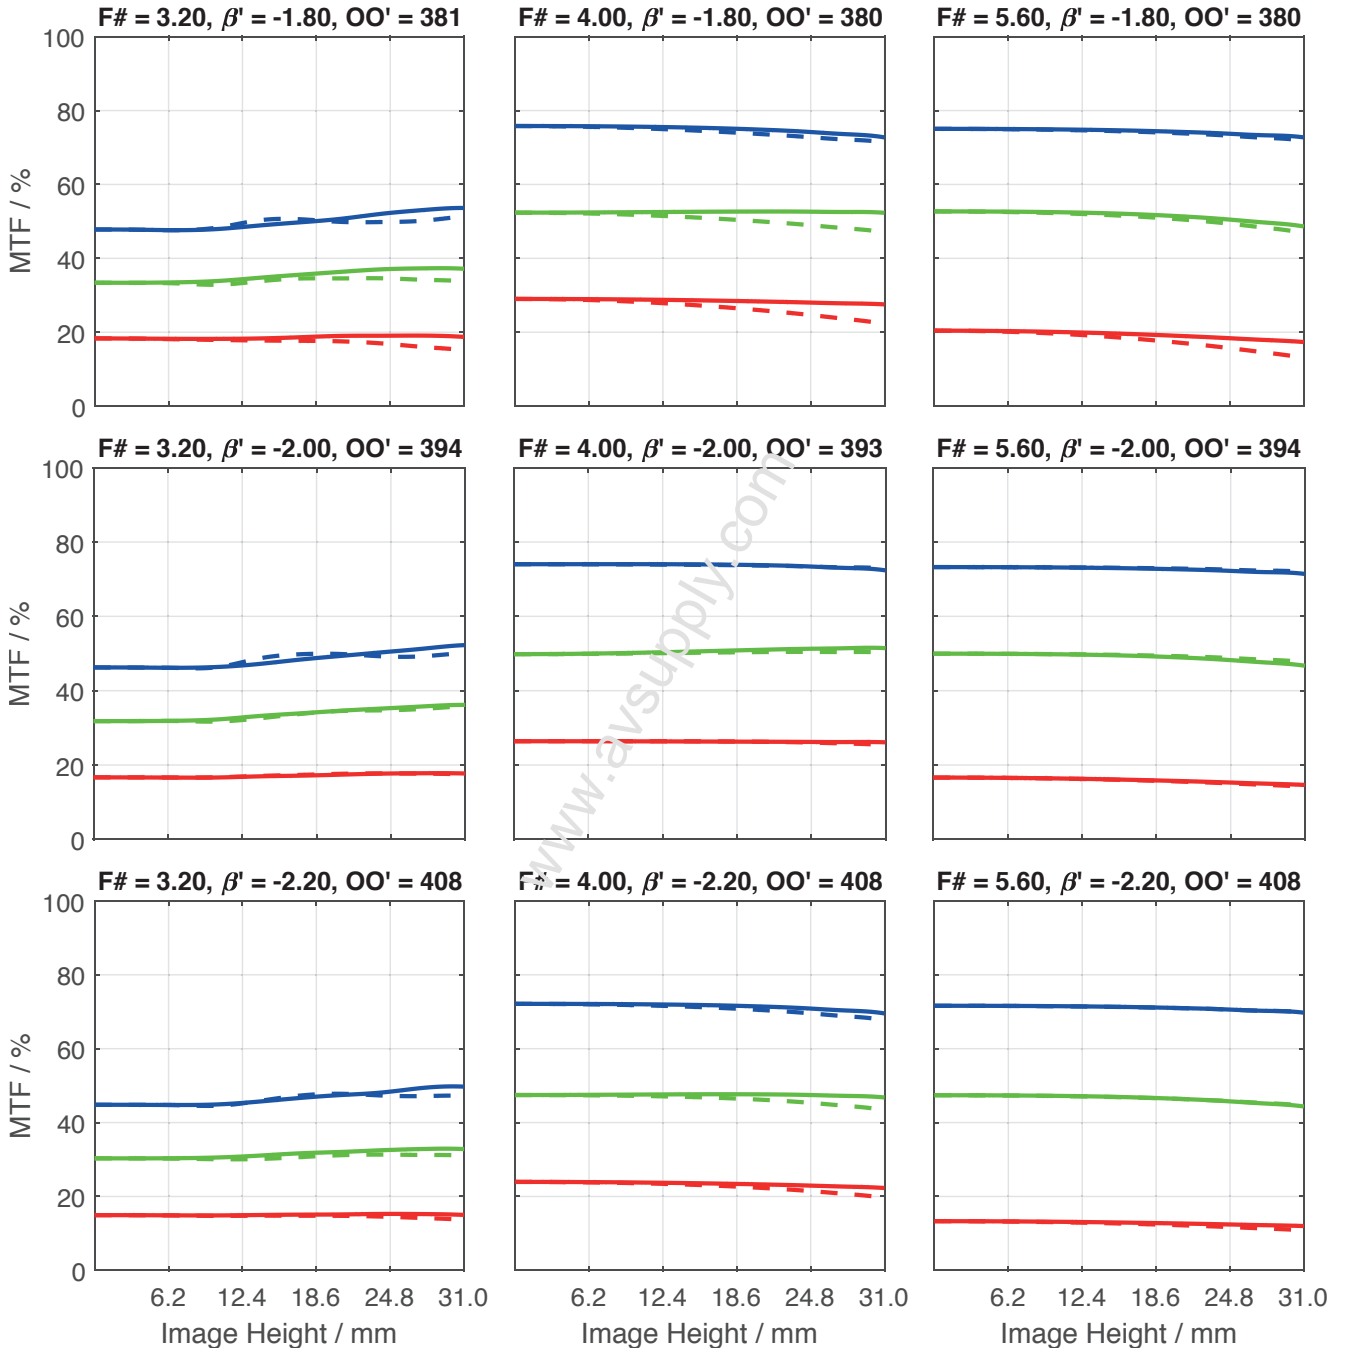 F# = 3.20, β' = -1.80, OO' = 381
F# = 4.00, β' = -1.80, OO' = 380
F# = 5.60, β' = -1.80, OO' = 380
100
80
60
40
20
0
MTF / %
F# = 3.20, β' = -2.00, OO' = 394
F# = 4.00, β' = -2.00, OO' = 393
F# = 5.60, β' = -2.00, OO' = 394
100
80
60
40
20
0
MTF / %
www.avsupply.com
F# = 3.20, β' = -2.20, OO' = 408
F# = 4.00, β' = -2.20, OO' = 408
F# = 5.60, β' = -2.20, OO' = 408
100
80
60
40
20
0
MTF / %
6.2 12.4 18.6 24.8 31.0
6.2 12.4 18.6 24.8 31.0
6.2 12.4 18.6 24.8 31.0
Image Height / mm
Image Height / mm
Image Height / mm